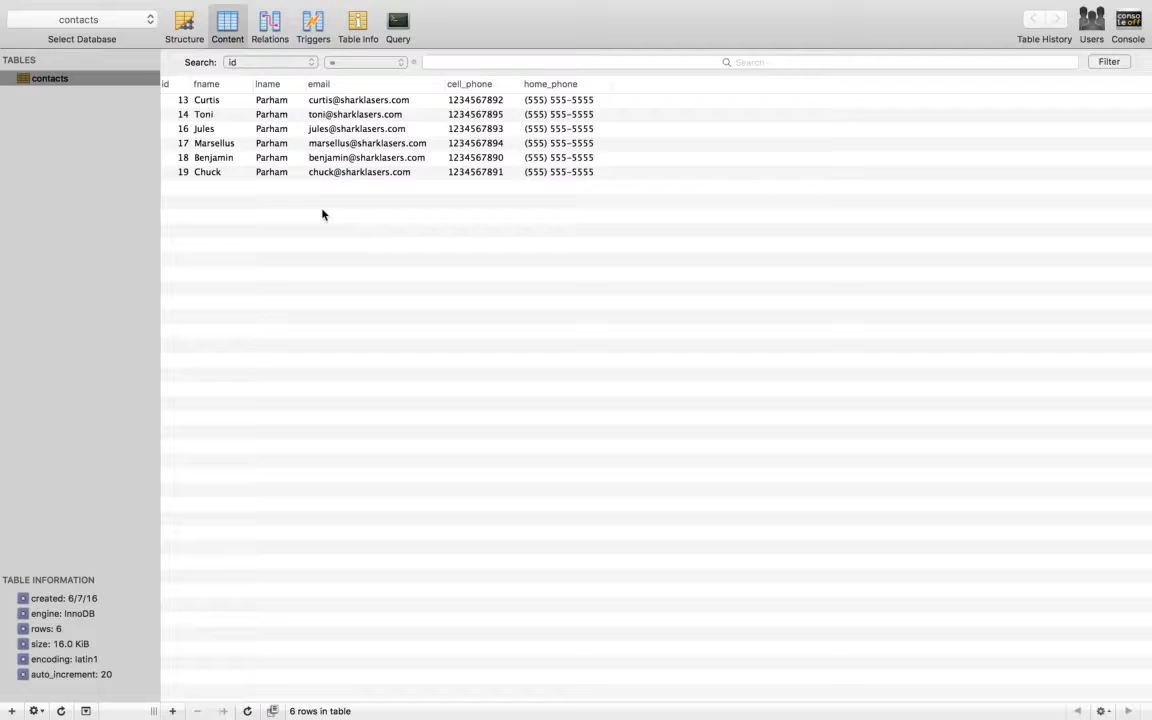 contacts
Select Database
Structure
Content
Relations
Triggers
Table Info
Query
Table History
Users
conso
le off
Console
TABLES
contacts
Search: id =
Search
Filter
id fname lname email cell_phone home_phone
13 Curtis Parham curtis@sharklasers.com 1234567892 (555) 555-5555
14 Toni Parham toni@sharklasers.com 1234567895 (555) 555-5555
16 Jules Parham jules@sharklasers.com 1234567893 (555) 555-5555
17 Marsellus Parham marsellus@sharklasers.com 1234567894 (555) 555-5555
18 Benjamin Parham benjamin@sharklasers.com 1234567890 (555) 555-5555
19 Chuck Parham chuck@sharklasers.com 1234567891 (555) 555-5555
TABLE INFORMATION
created: 6/7/16
engine: InnoDB
rows: 6
size: 16.0 KiB
encoding: latin1
auto_increment: 20
6 rows in table